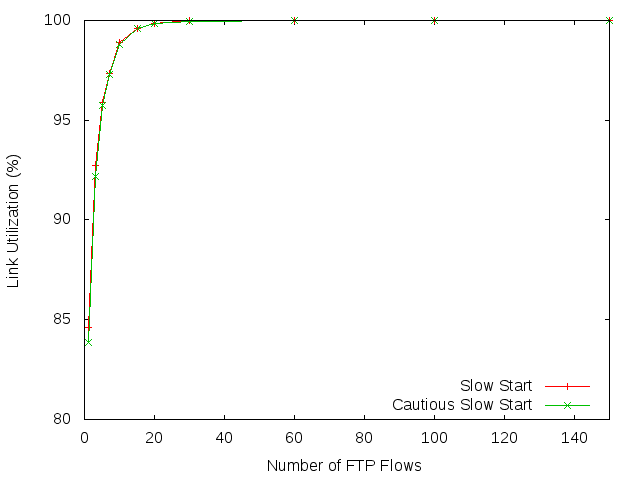 100
95
90
85
80
Link Utilization (%)
Slow Start
Cautious Slow Start
0 20 40 60 80 100 120 140
Number of FTP Flows